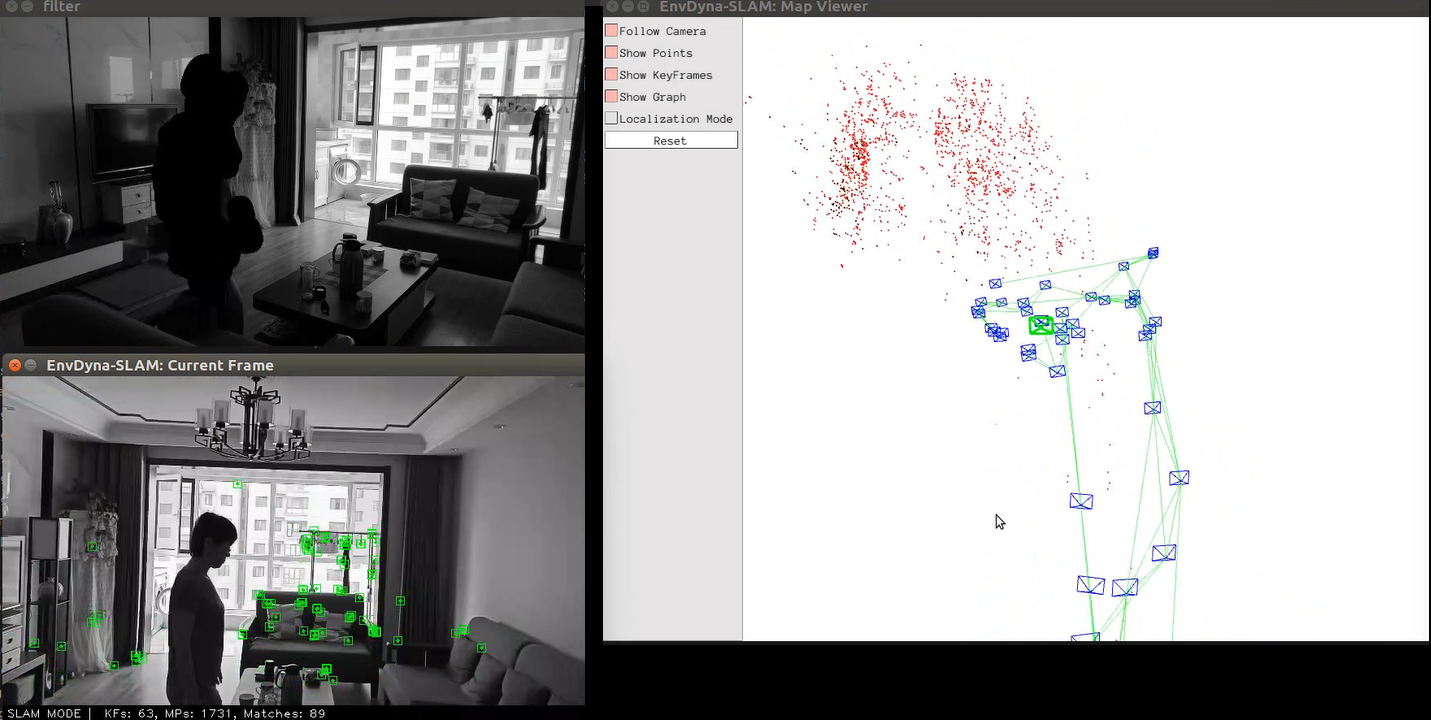 filter
EnvDyna-SLAM: Map Viewer
Follow Camera
Show Points
Show KeyFrames
Show Graph
Localization Mode
Reset
EnvDyna-SLAM: Current Frame
SLAM MODE | KFs: 63, MPs: 1731, Matches: 89